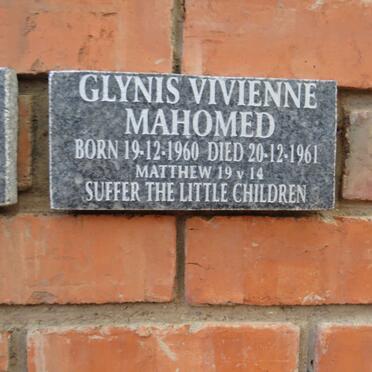 GLYNIS VIVIENNE
MAHOMED
BORN 19-12-1960 DIED 20-12-1961
MATTHEW 19 v 14
SUFFER THE LITTLE CHILDREN